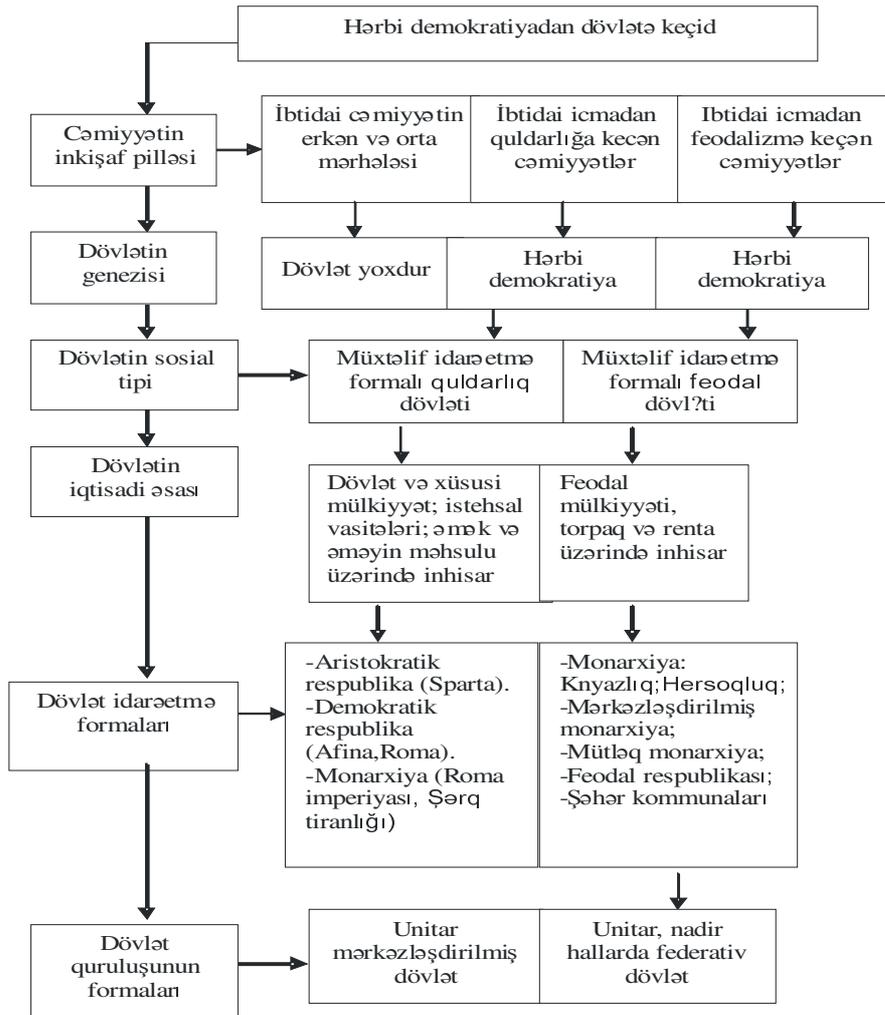 Hərbi demokratiyadan dövlətə keçid
Cəmiyyətin
inkişaf pilləsi
İbtidai cəmiyyətin
erkən və orta
mərhələsi
İbtidai icmadan
quldarlığa kecən
cəmiyyətlər
Ibtidai icmadan
feodalizmə keçən
cəmiyyətlər
Dövlətin
genezisi
Dövlət yoxdur
Hərbi
demokratiya
Hərbi
demokratiya
Dövlətin sosial
tipi
Müxtəlif idarəetmə
formalı quldarlıq
dövləti
Müxtəlif idarəetmə
formalı feodal
dövl?ti
Dövlətin
iqtisadi əsası
Dövlət və xüsusi
mülkiyyət; istehsal
vasitələri; əmək və
əməyin məhsulu
üzərində inhisar
Feodal
mülkiyyəti,
torpaq və renta
üzərində inhisar
Dövlət idarəetmə
formaları
-Aristokratik
respublika (Sparta).
-Demokratik
respublika
(Afina,Roma).
-Monarxiya (Roma
imperiyası, Şərq
tiranlığı)
-Monarxiya:
Knyazlıq; Hersoqluq;
-Mərkəzləşdirilmiş
monarxiya;
-Mütləq monarxiya;
-Feodal respublikası;
-Şəhər kommunaları
Dövlət
quruluşunun
formaları
Unitar
mərkəzləşdirilmiş
dövlət
Unitar, nadir
hallarda federativ
dövlət